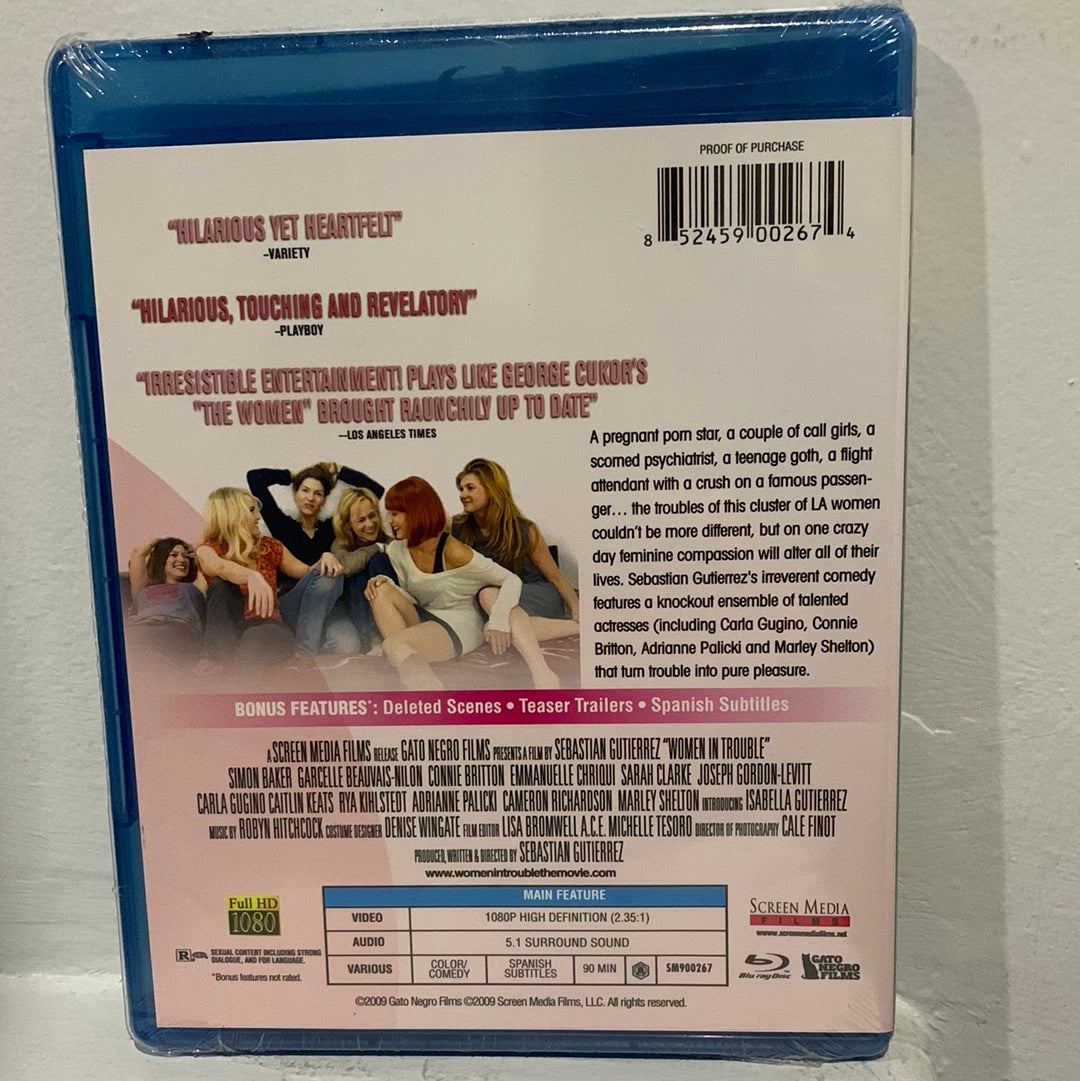 PROOF OF PURCHASE
8 52459 00267 4
"HILARIOUS YET HEARTFELT"
-VARIETY
"HILARIOUS, TOUCHING AND REVELATORY"
-PLAYBOY
"IRRESISTIBLE ENTERTAINMENT! PLAYS LIKE GEORGE CUKOR'S
"THE WOMEN" BROUGHT RAUNCHILY UP TO DATE"
—LOS ANGELES TIMES
A pregnant porn star, a couple of call girls, a
scorned psychiatrist, a teenage goth, a flight
attendant with a crush on a famous passen-
ger... the troubles of this cluster of LA women
couldn't be more different, but on one crazy
day feminine compassion will alter all of their
lives. Sebastian Gutierrez's irreverent comedy
features a knockout ensemble of talented
actresses (including Carla Gugino, Connie
Britton, Adrianne Palicki and Marley Shelton)
that turn trouble into pure pleasure.
BONUS FEATURES*: Deleted Scenes • Teaser Trailers • Spanish Subtitles
A SCREEN MEDIA FILMS RELEASE GATO NEGRO FILMS PRESENTS A FILM BY SEBASTIAN GUTIERREZ "WOMEN IN TROUBLE"
SIMON BAKER GARCELLE BEAUVAIS-NILON CONNIE BRITTON EMMANUELLE CHRIQUI SARAH CLARKE JOSEPH GORDON-LEVITT
CARLA GUGINO CAITLIN KEATS RYA KIHLSTEDT ADRIANNE PALICKI CAMERON RICHARDSON MARLEY SHELTON INTRODUCING ISABELLA GUTIERREZ
MUSIC BY ROBYN HITCHCOCK COSTUME DESIGNER DENISE WINGATE FILM EDITOR LISA BROMWELL A.C.E. MICHELLE TESORO DIRECTOR OF PHOTOGRAPHY CALE FINOT
PRODUCED, WRITTEN & DIRECTED BY SEBASTIAN GUTIERREZ
www.womenintroublethemovie.com
Full HD
1080
R SEXUAL CONTENT INCLUDING STRONG
DIALOGUE, AND FOR LANGUAGE.
*Bonus features not rated.
MAIN FEATURE
VIDEO 1080P HIGH DEFINITION (2.35:1)
AUDIO 5.1 SURROUND SOUND
VARIOUS COLOR/COMEDY SPANISH SUBTITLES 90 MIN SM900267
SCREEN MEDIA
FILMS
www.screenmediafilms.net
Blu-ray Disc
GATO
NEGRO
FILMS
©2009 Gato Negro Films ©2009 Screen Media Films, LLC. All rights reserved.